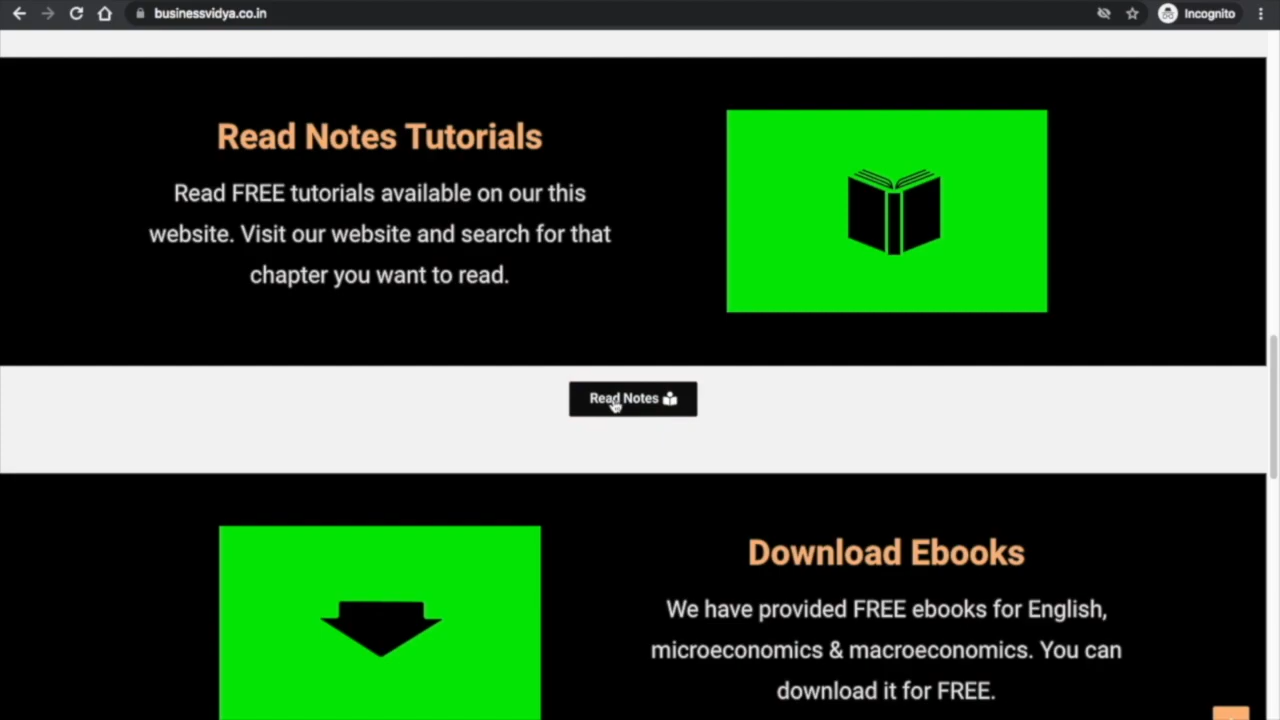 businessvidya.co.in
Incognito
Read Notes Tutorials
Read FREE tutorials available on our this
website. Visit our website and search for that
chapter you want to read.
Read Notes
Download Ebooks
We have provided FREE ebooks for English,
microeconomics & macroeconomics. You can
download it for FREE.